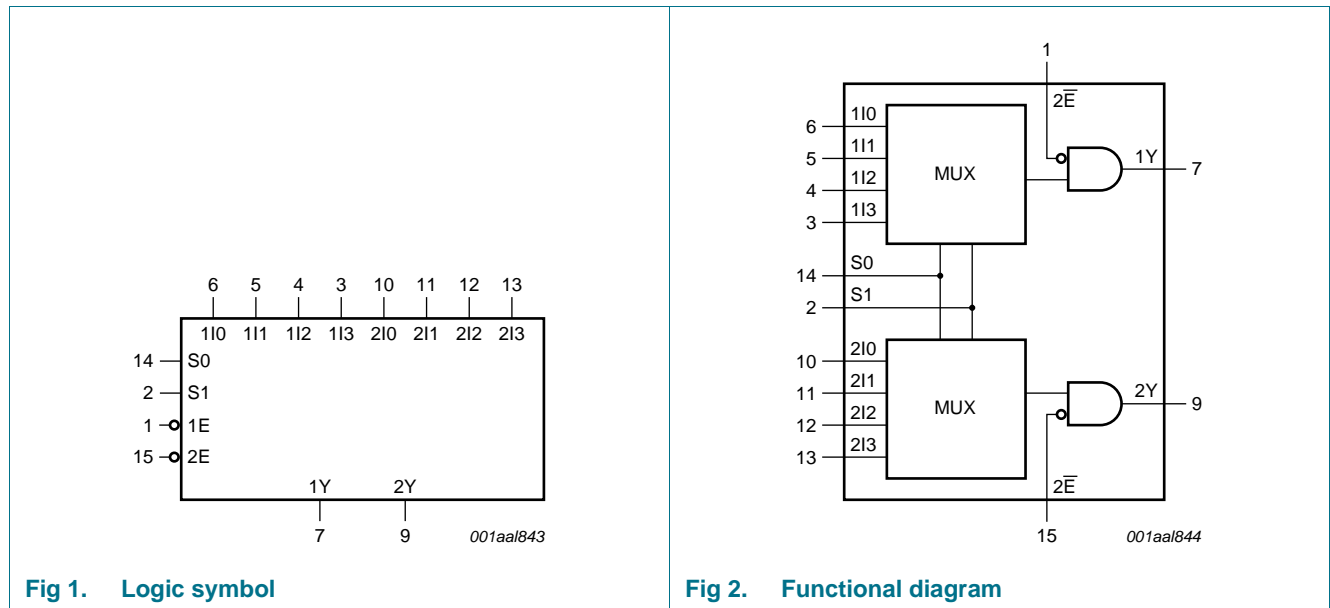 6 5 4 3 10 11 12 13
1I0 1I1 1I2 1I3 2I0 2I1 2I2 2I3
14 S0
2 S1
1 1E
15 2E
1Y 2Y
7 9 001aal843
Fig 1. Logic symbol
1
2E̅
6 1I0
5 1I1
4 1I2
3 1I3
MUX
1Y 7
14 S0
2 S1
10 2I0
11 2I1
12 2I2
13 2I3
MUX
2Y 9
2E̅
15 001aal844
Fig 2. Functional diagram